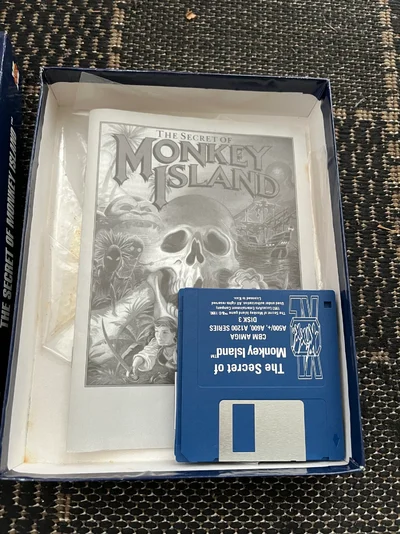 THE SECRET OF
MONKEY
ISLAND
THE SECRET OF MONKEY ISLAND
The Secret of
Monkey Island™
CBM AMIGA
A500/+, A600, A1200 SERIES
DISK 3